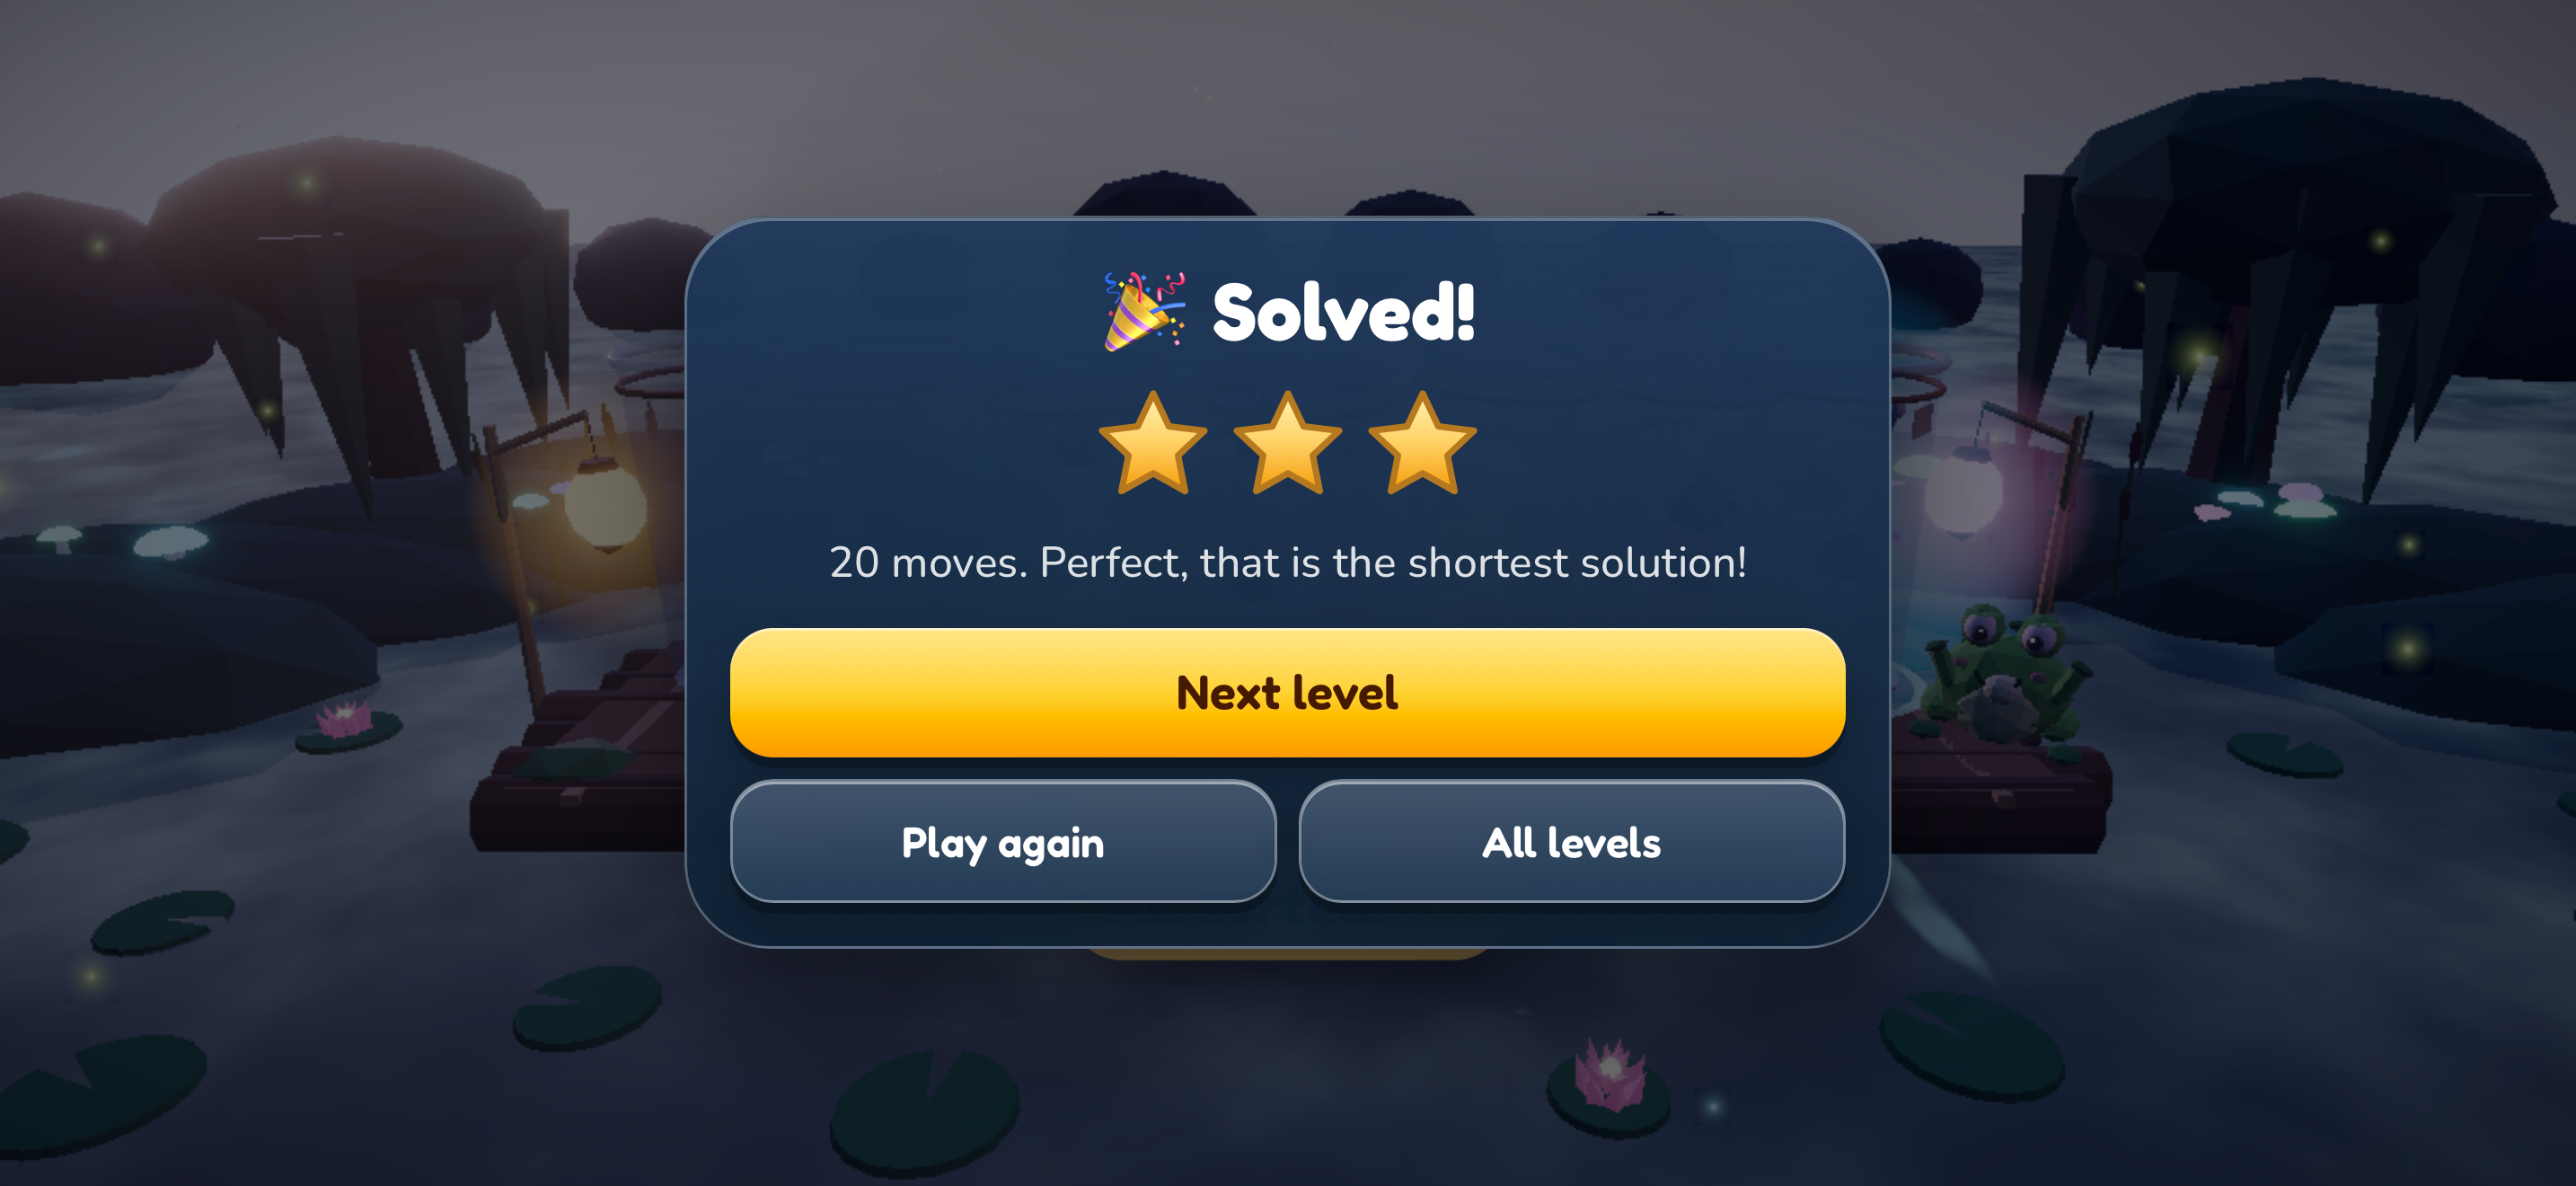 Solved!
20 moves. Perfect, that is the shortest solution!
Next level
Play again
All levels